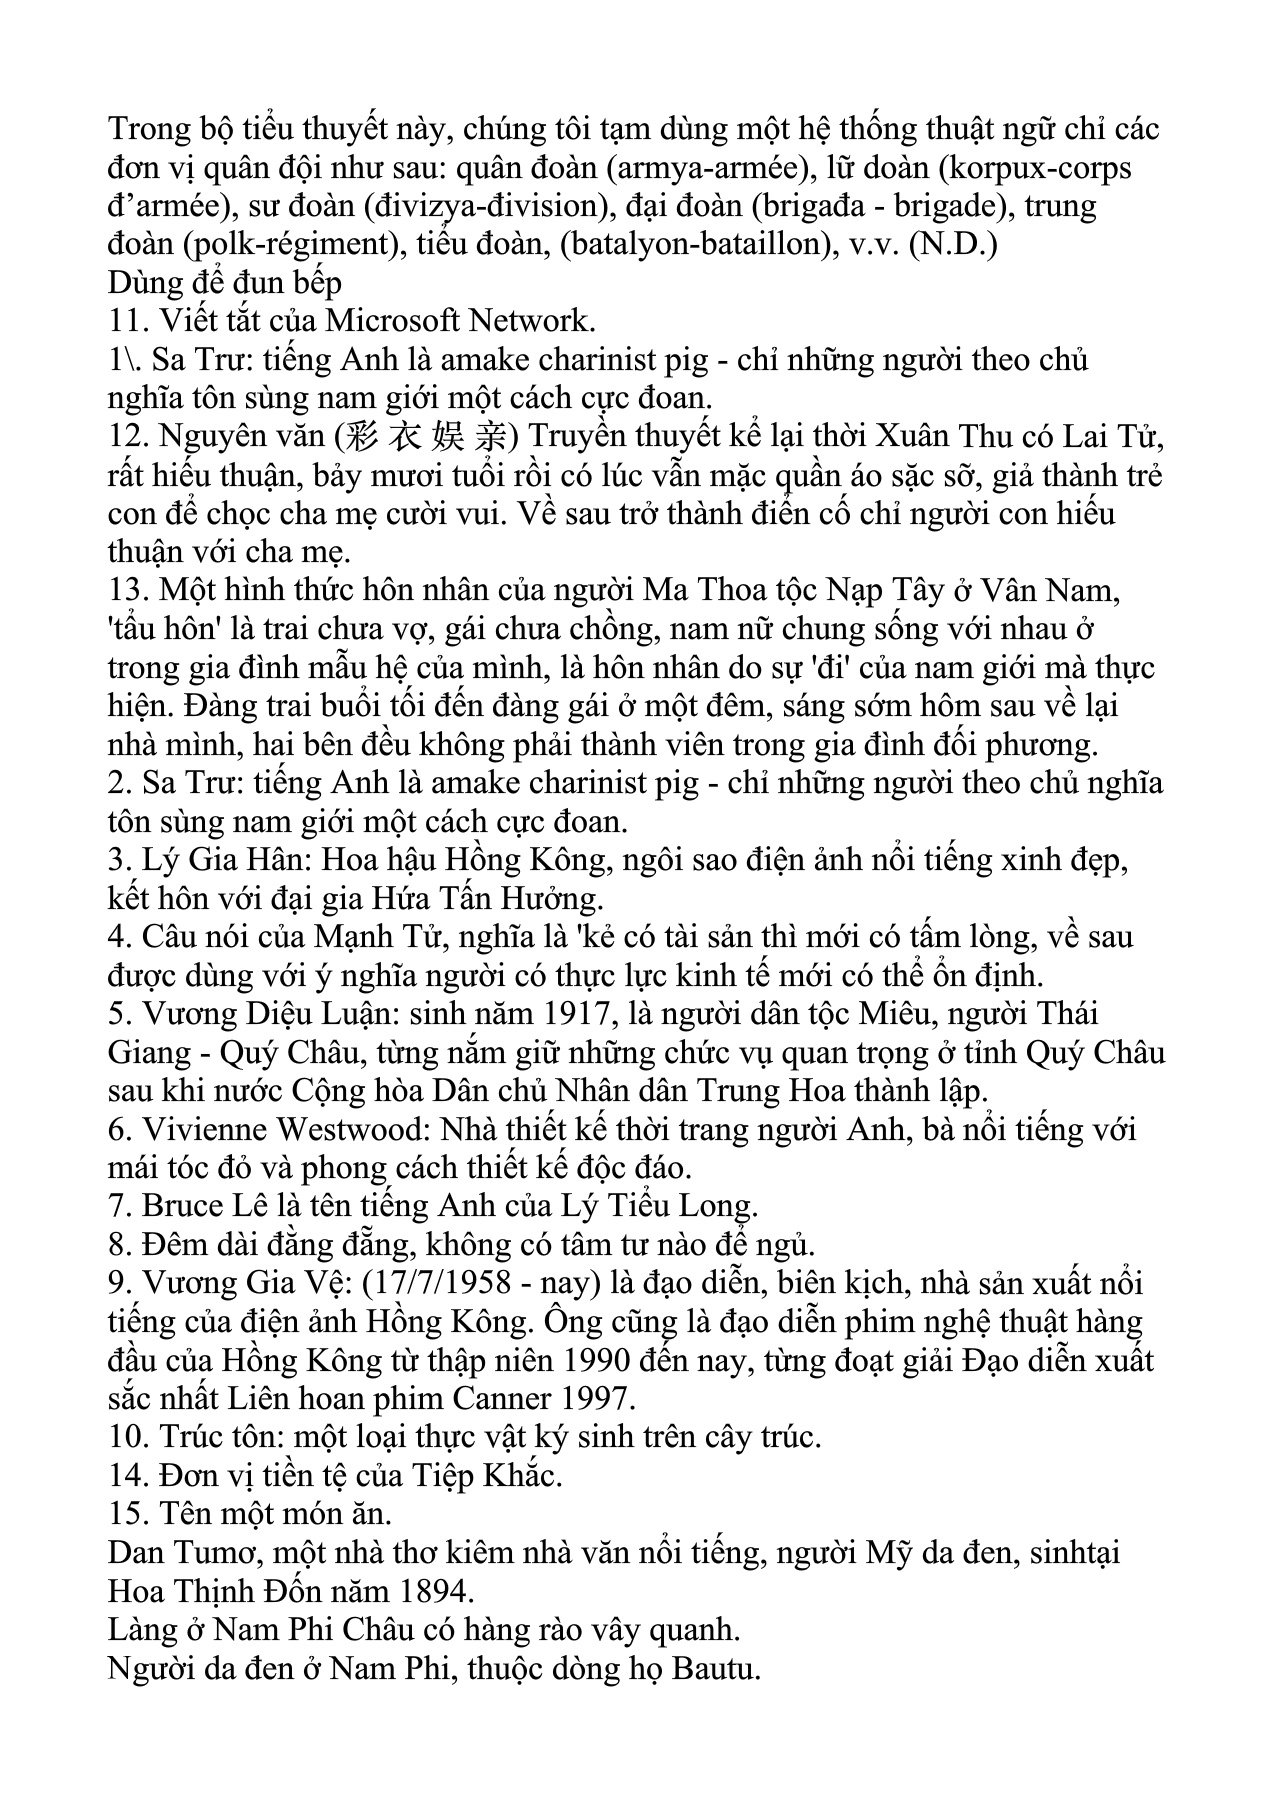 Trong bộ tiểu thuyết này, chúng tôi tạm dùng một hệ thống thuật ngữ chỉ các
đơn vị quân đội như sau: quân đoàn (armya-armée), lữ doàn (korpux-corps
đ’armée), sư đoàn (đivizya-đivision), đại đoàn (brigađa - brigade), trung
đoàn (polk-régiment), tiểu đoàn, (batalyon-bataillon), v.v. (N.D.)
Dùng để đun bếp
11. Viết tắt của Microsoft Network.
1\. Sa Trư: tiếng Anh là amake charinist pig - chỉ những người theo chủ
nghĩa tôn sùng nam giới một cách cực đoan.
12. Nguyên văn (彩 衣 娱 亲) Truyền thuyết kể lại thời Xuân Thu có Lai Tử,
rất hiếu thuận, bảy mươi tuổi rồi có lúc vẫn mặc quần áo sặc sỡ, giả thành trẻ
con để chọc cha mẹ cười vui. Về sau trở thành điển cố chỉ người con hiếu
thuận với cha mẹ.
13. Một hình thức hôn nhân của người Ma Thoa tộc Nạp Tây ở Vân Nam,
'tẩu hôn' là trai chưa vợ, gái chưa chồng, nam nữ chung sống với nhau ở
trong gia đình mẫu hệ của mình, là hôn nhân do sự 'đi' của nam giới mà thực
hiện. Đàng trai buổi tối đến đàng gái ở một đêm, sáng sớm hôm sau về lại
nhà mình, hai bên đều không phải thành viên trong gia đình đối phương.
2. Sa Trư: tiếng Anh là amake charinist pig - chỉ những người theo chủ nghĩa
tôn sùng nam giới một cách cực đoan.
3. Lý Gia Hân: Hoa hậu Hồng Kông, ngôi sao điện ảnh nổi tiếng xinh đẹp,
kết hôn với đại gia Hứa Tấn Hưởng.
4. Câu nói của Mạnh Tử, nghĩa là 'kẻ có tài sản thì mới có tấm lòng, về sau
được dùng với ý nghĩa người có thực lực kinh tế mới có thể ổn định.
5. Vương Diệu Luận: sinh năm 1917, là người dân tộc Miêu, người Thái
Giang - Quý Châu, từng nắm giữ những chức vụ quan trọng ở tỉnh Quý Châu
sau khi nước Cộng hòa Dân chủ Nhân dân Trung Hoa thành lập.
6. Vivienne Westwood: Nhà thiết kế thời trang người Anh, bà nổi tiếng với
mái tóc đỏ và phong cách thiết kế độc đáo.
7. Bruce Lê là tên tiếng Anh của Lý Tiểu Long.
8. Đêm dài đằng đẵng, không có tâm tư nào để ngủ.
9. Vương Gia Vệ: (17/7/1958 - nay) là đạo diễn, biên kịch, nhà sản xuất nổi
tiếng của điện ảnh Hồng Kông. Ông cũng là đạo diễn phim nghệ thuật hàng
đầu của Hồng Kông từ thập niên 1990 đến nay, từng đoạt giải Đạo diễn xuất
sắc nhất Liên hoan phim Canner 1997.
10. Trúc tôn: một loại thực vật ký sinh trên cây trúc.
14. Đơn vị tiền tệ của Tiệp Khắc.
15. Tên một món ăn.
Dan Tumơ, một nhà thơ kiêm nhà văn nổi tiếng, người Mỹ da đen, sinhtại
Hoa Thịnh Đốn năm 1894.
Làng ở Nam Phi Châu có hàng rào vây quanh.
Người da đen ở Nam Phi, thuộc dòng họ Bautu.